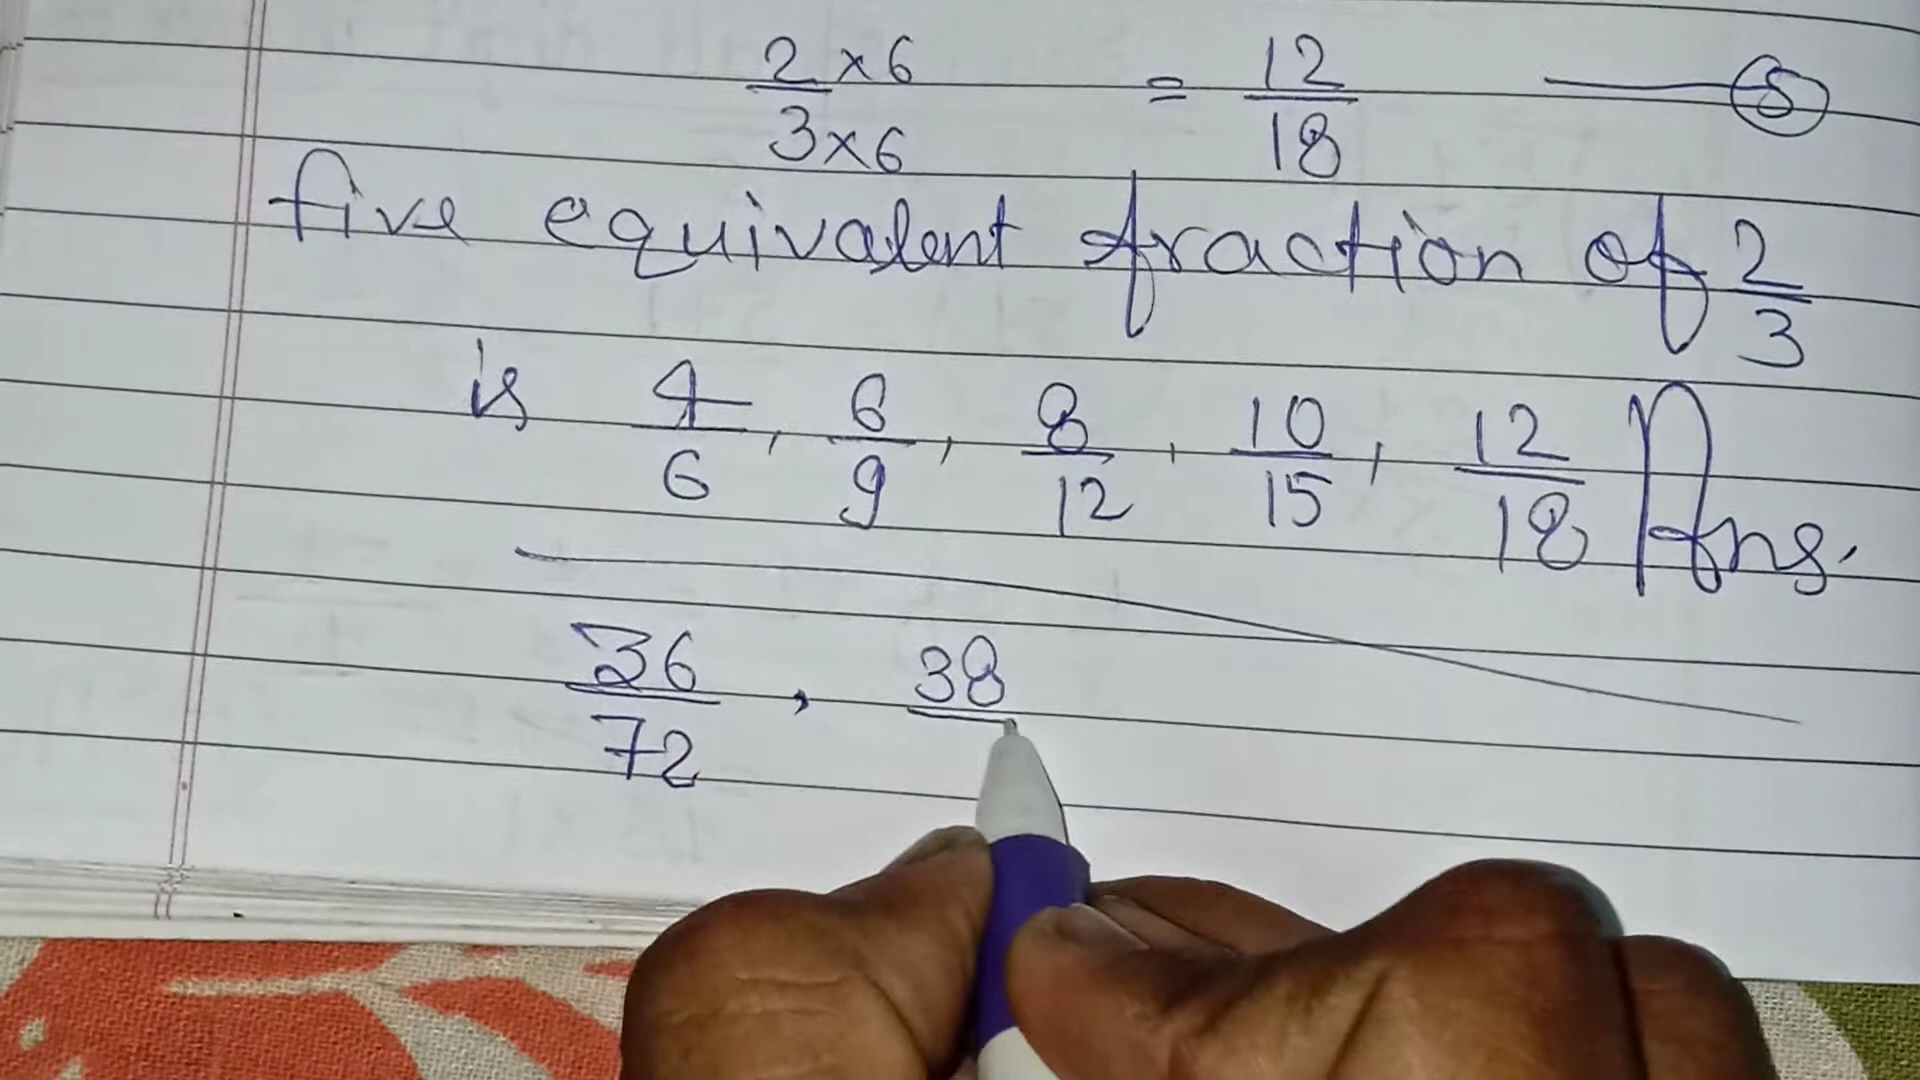 2×6/3×6 = 12/18 — ⑤
five equivalent fraction of 2/3
is 4/6, 6/9, 8/12, 10/15, 12/18 Ans.
36/72, 38